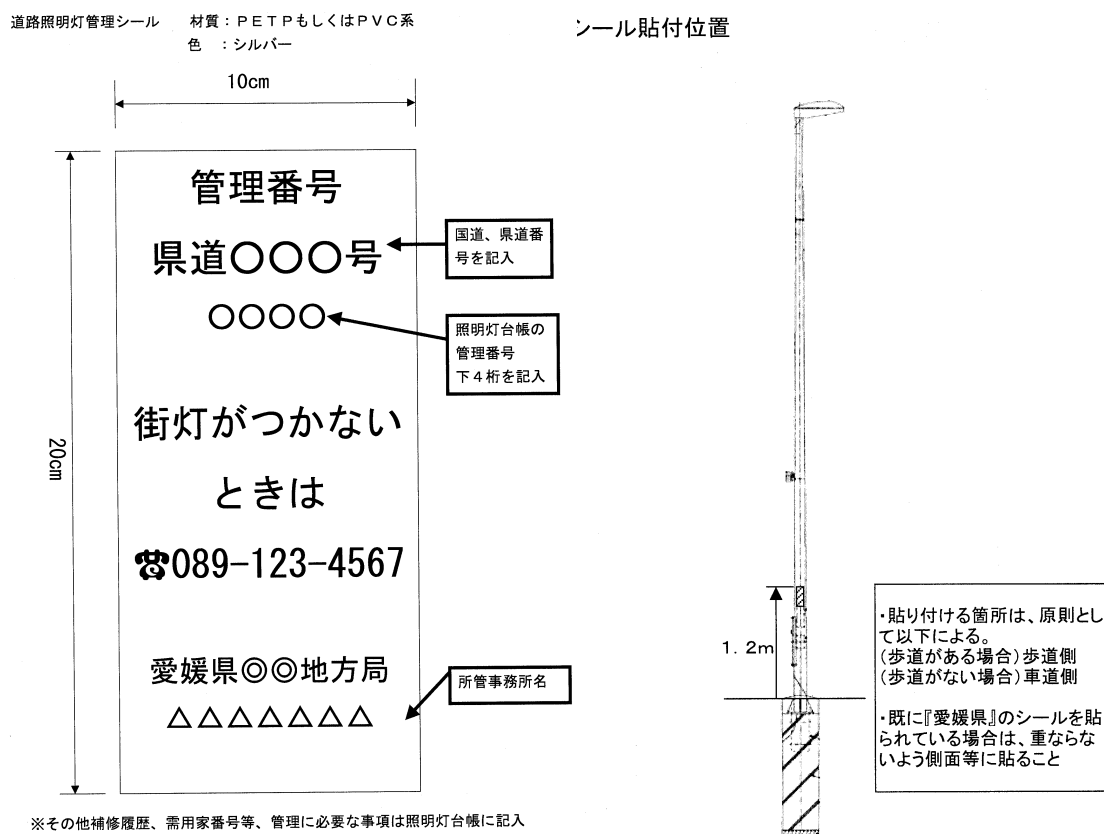 道路照明灯管理シール　材質：ＰＥＴＰもしくはＰＶＣ系
色　：シルバー
10cm
20cm
管理番号
県道○○○号
○○○○
街灯がつかない
ときは
☎089-123-4567
愛媛県◎◎地方局
△△△△△△△
国道、県道番
号を記入
照明灯台帳の
管理番号
下４桁を記入
所管事務所名
※その他補修履歴、需用家番号等、管理に必要な事項は照明灯台帳に記入
シール貼付位置
１．２ｍ
・貼り付ける箇所は、原則とし
て以下による。
(歩道がある場合)歩道側
(歩道がない場合)車道側
・既に『愛媛県』のシールを貼
られている場合は、重ならな
いよう側面等に貼ること